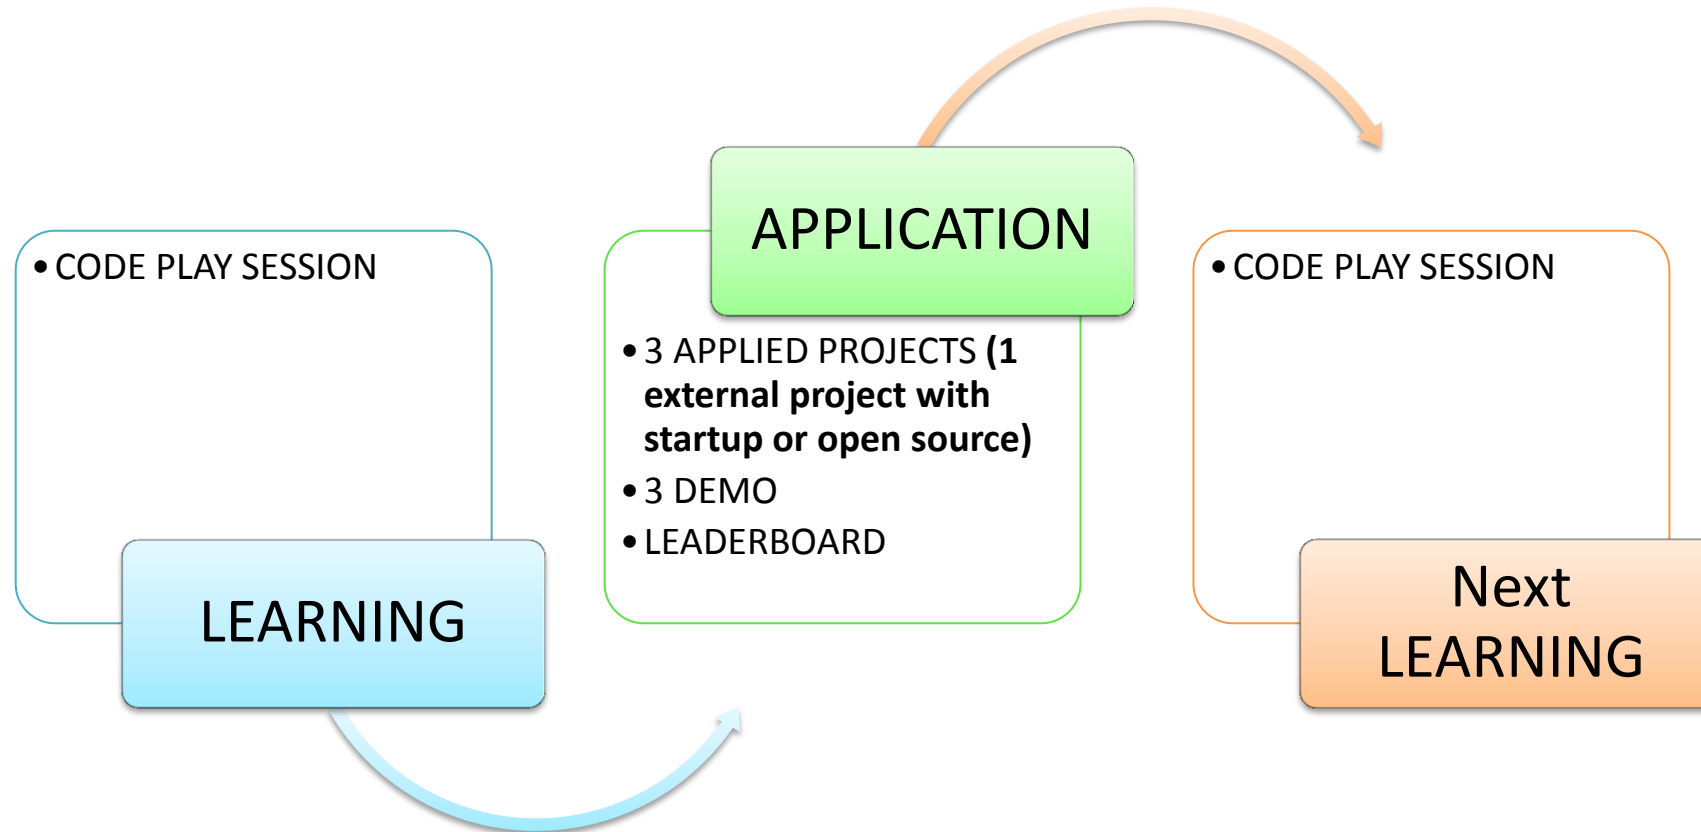 • CODE PLAY SESSION
LEARNING
APPLICATION
• 3 APPLIED PROJECTS (1
external project with
startup or open source)
• 3 DEMO
• LEADERBOARD
• CODE PLAY SESSION
Next
LEARNING